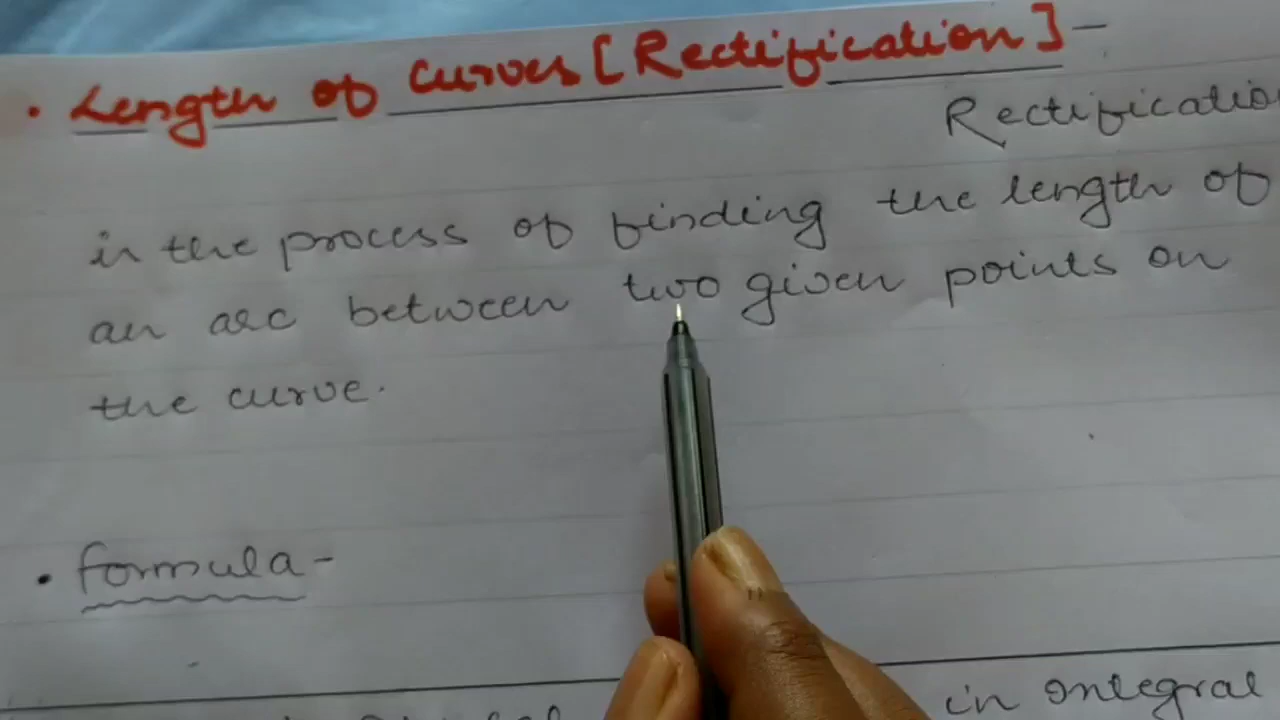 • Length of curves [Rectification] -
Rectificatio
is the process of finding the length of
an arc between two given points on
the curve.
• formula -
in Integral